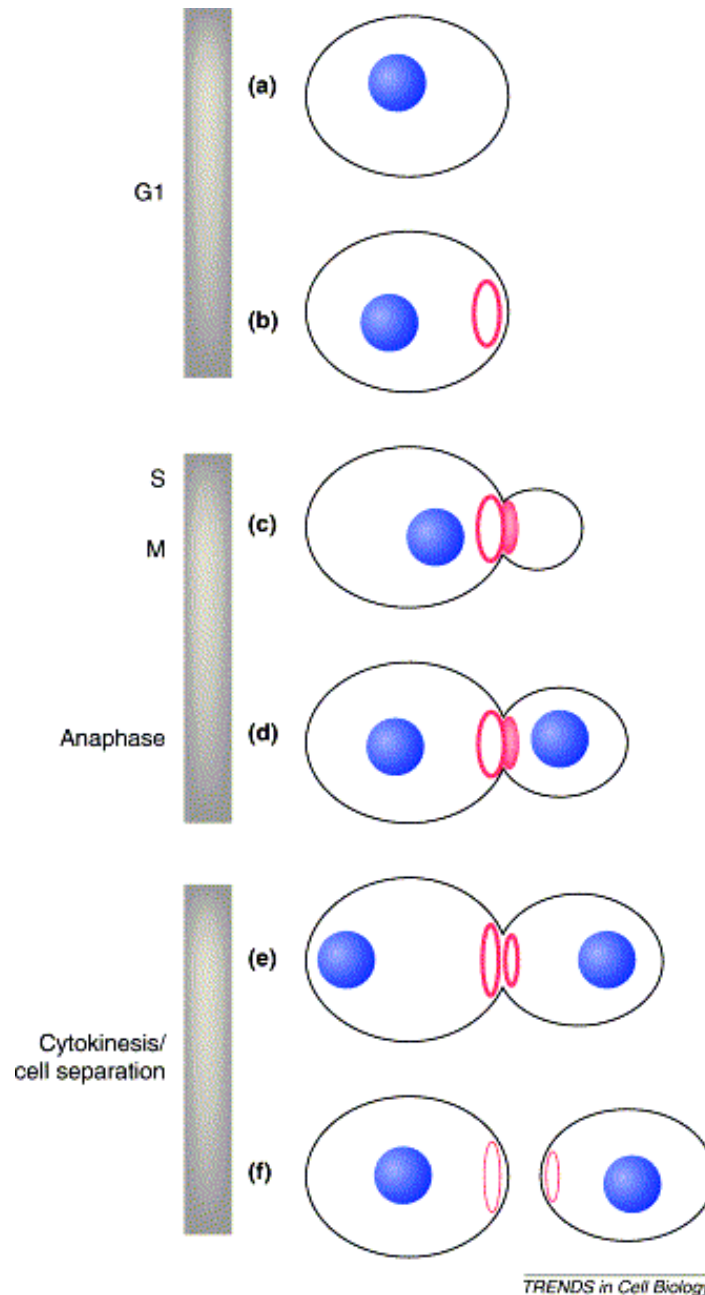 (a)
G1
(b)
S
(c)
M
Anaphase
(d)
(e)
Cytokinesis/
cell separation
(f)
TRENDS in Cell Biology